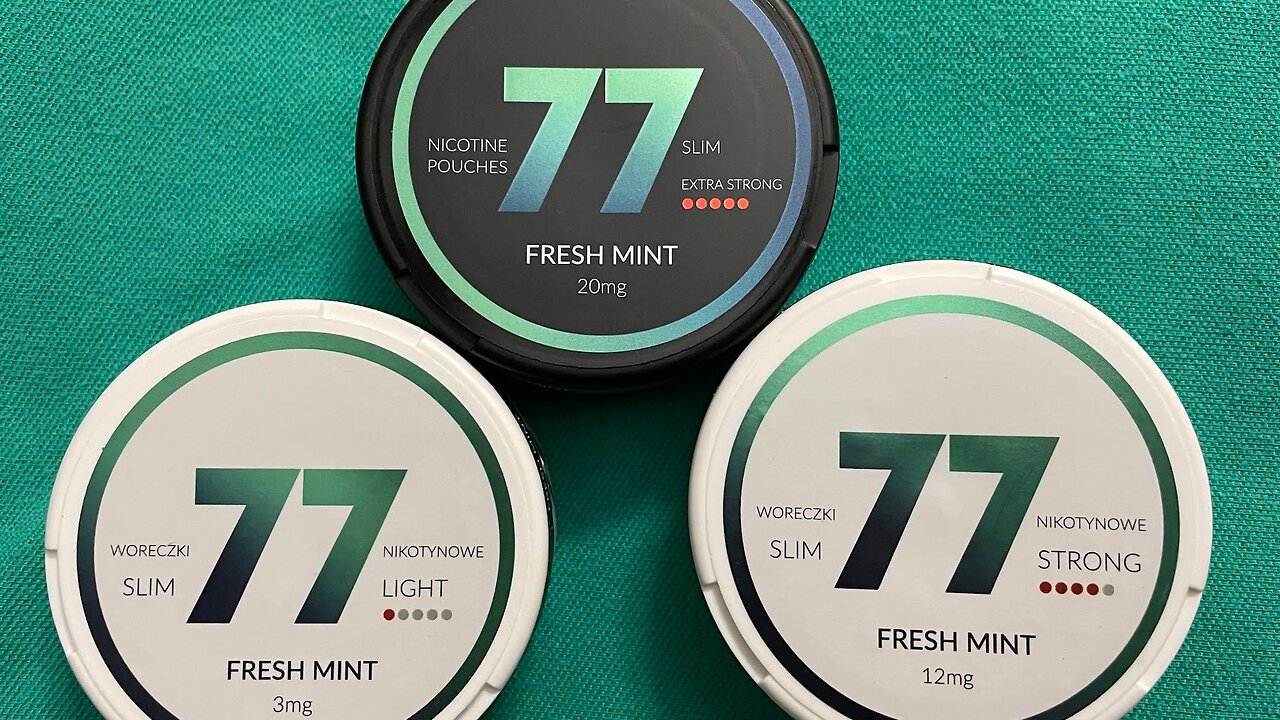 77
NICOTINE
POUCHES
SLIM
EXTRA STRONG
FRESH MINT
20mg
77
WORECZKI
SLIM
NIKOTYNOWE
LIGHT
FRESH MINT
3mg
77
WORECZKI
SLIM
NIKOTYNOWE
STRONG
FRESH MINT
12mg